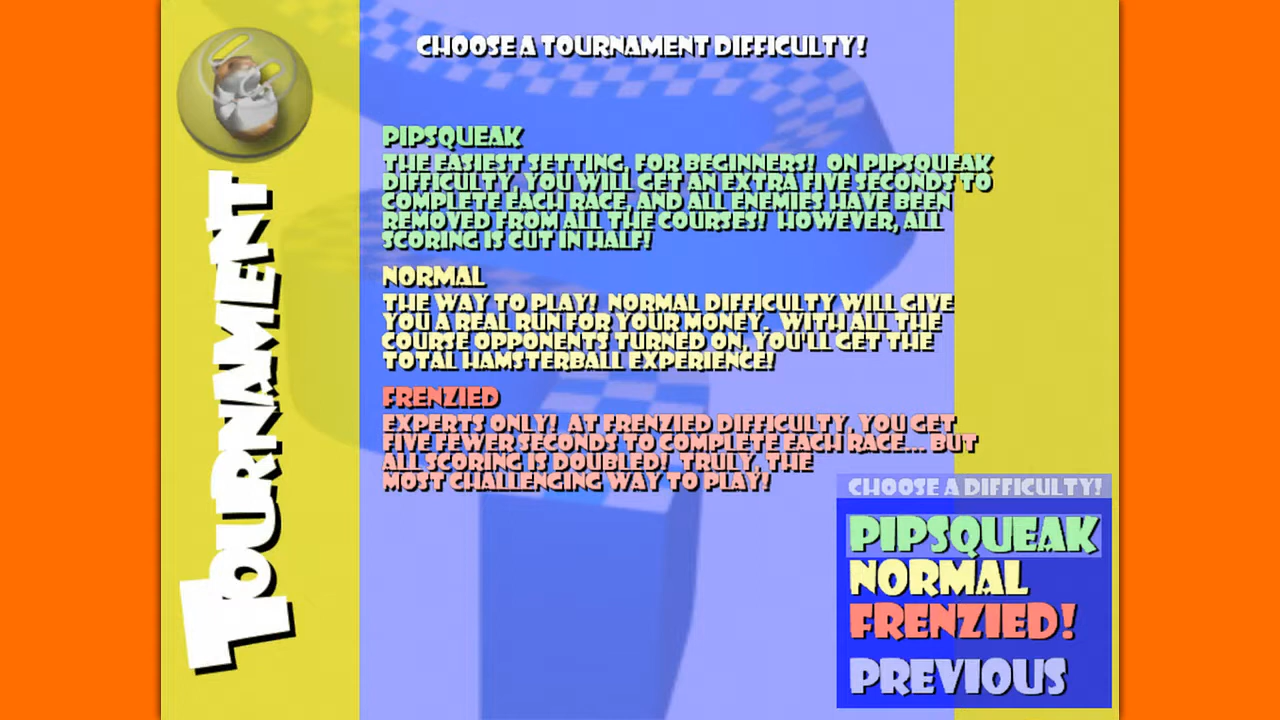 CHOOSE A TOURNAMENT DIFFICULTY!
TOURNAMENT
PIPSQUEAK
THE EASIEST SETTING, FOR BEGINNERS! ON PIPSQUEAK
DIFFICULTY, YOU WILL GET AN EXTRA FIVE SECONDS TO
COMPLETE EACH RACE, AND ALL ENEMIES HAVE BEEN
REMOVED FROM ALL THE COURSES! HOWEVER, ALL
SCORING IS CUT IN HALF!
NORMAL
THE WAY TO PLAY! NORMAL DIFFICULTY WILL GIVE
YOU A REAL RUN FOR YOUR MONEY. WITH ALL THE
COURSE OPPONENTS TURNED ON, YOU'LL GET THE
TOTAL HAMSTERBALL EXPERIENCE!
FRENZIED
EXPERTS ONLY! AT FRENZIED DIFFICULTY, YOU GET
FIVE FEWER SECONDS TO COMPLETE EACH RACE... BUT
ALL SCORING IS DOUBLED! TRULY, THE
MOST CHALLENGING WAY TO PLAY!
CHOOSE A DIFFICULTY!
PIPSQUEAK
NORMAL
FRENZIED!
PREVIOUS